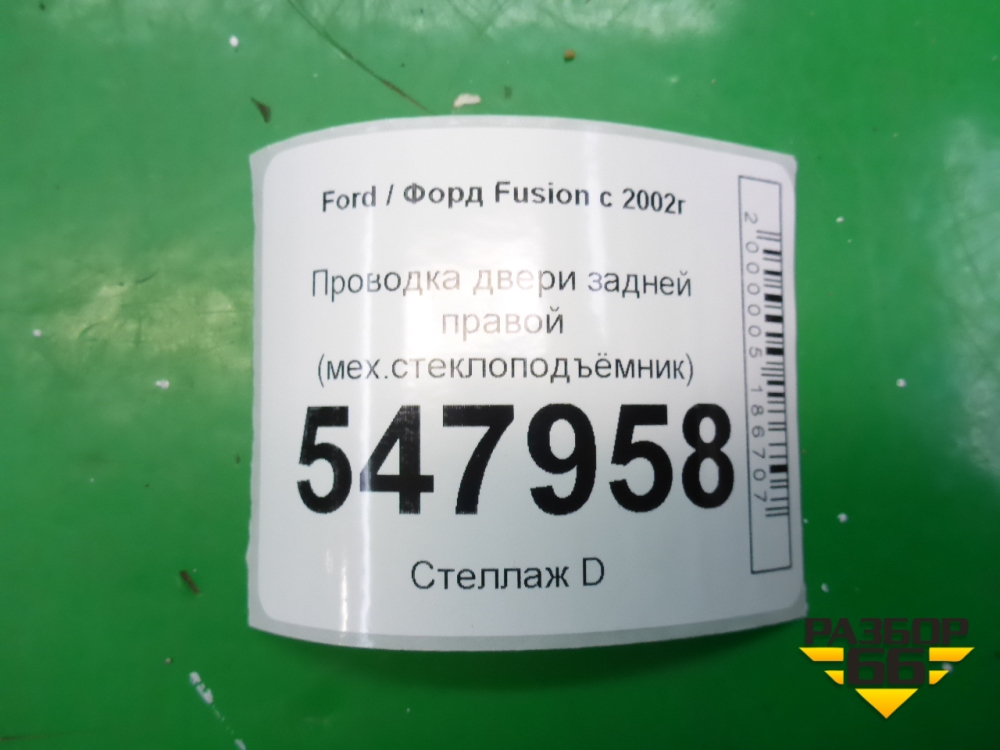 Ford / Форд Fusion с 2002г
Проводка двери задней
правой
(мех.стеклоподъёмник)
547958
Стеллаж D
2000005186707
РАЗБОР
66